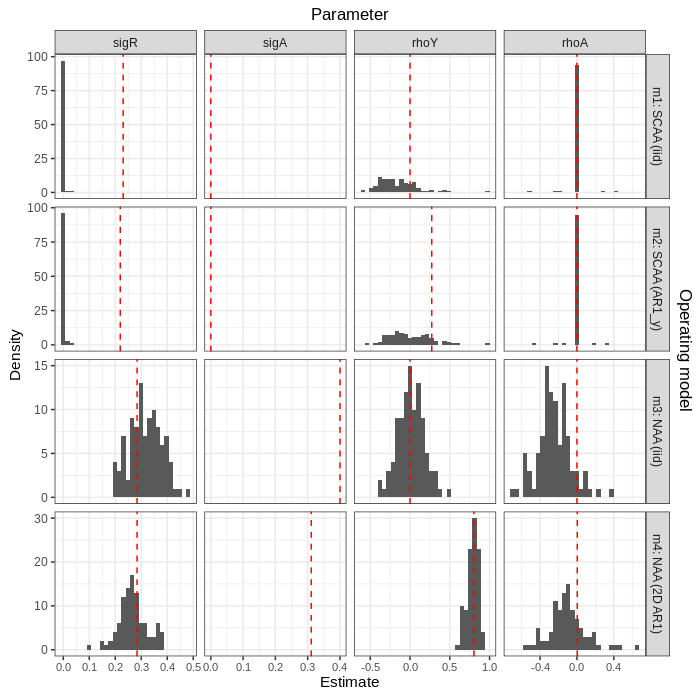 Parameter
sigR sigA rhoY rhoA
100
75
50
25
0
m1: SCAA (iid)
100
75
50
25
0
m2: SCAA (AR1_y)
15
10
5
0
m3: NAA (iid)
30
20
10
0
m4: NAA (2D AR1)
0.0 0.1 0.2 0.3 0.4 0.5 0.0 0.1 0.2 0.3 0.4 -0.5 0.0 0.5 1.0 -0.4 0.0 0.4
Estimate
Density
Operating model